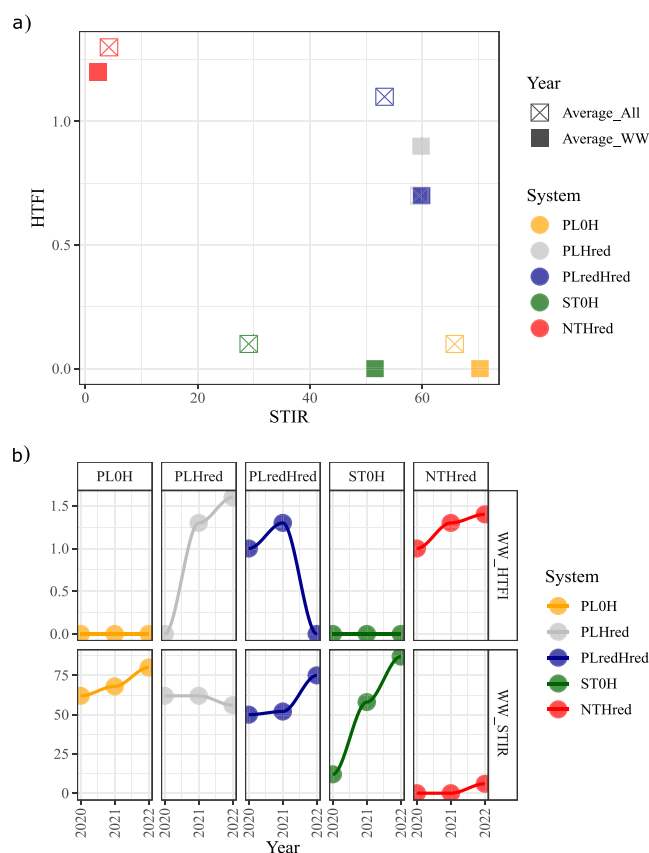 a)
HTFI
1.0
0.5
0.0
0
20
40
60
STIR
Year
Average_All
Average_WW
System
PL0H
PLHred
PLredHred
ST0H
NTHred
b)
PL0H PLHred PLredHred ST0H NTHred
1.5
1.0
0.5
0.0
WW_HTFI
75
50
25
0
WW_STIR
2020 2021 2022 2020 2021 2022 2020 2021 2022 2020 2021 2022 2020 2021 2022
Year
System
PL0H
PLHred
PLredHred
ST0H
NTHred